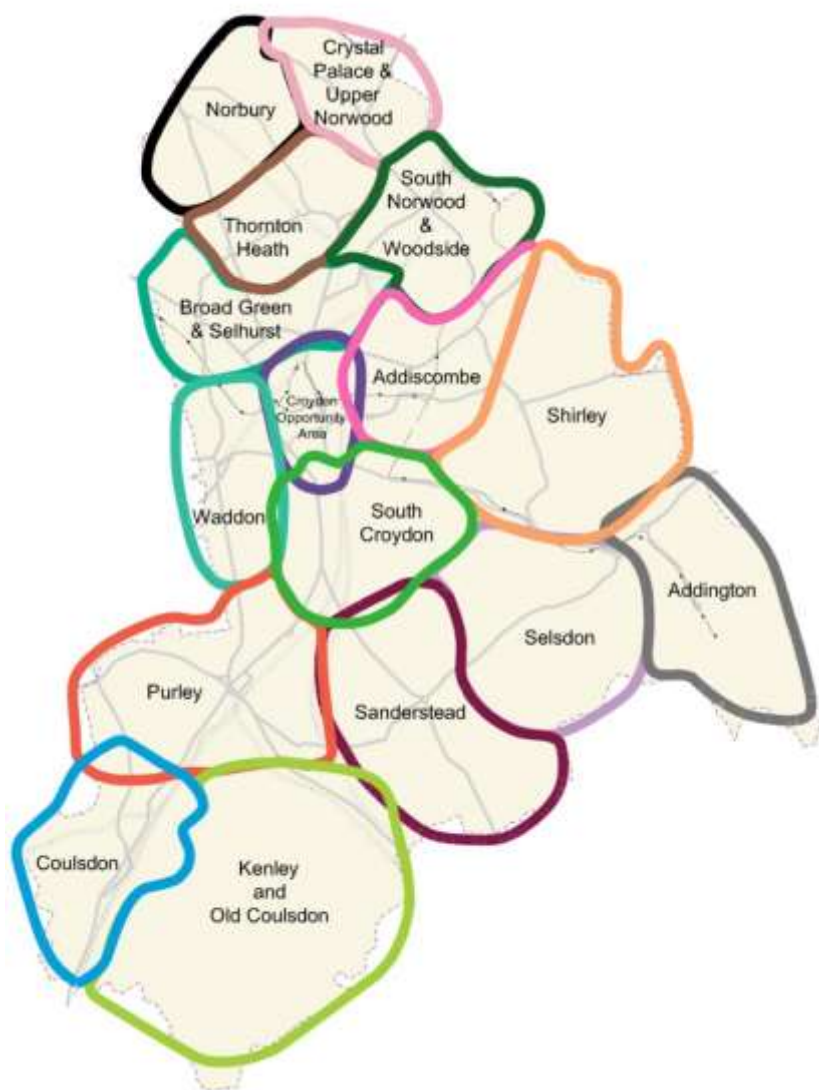 Crystal
Palace &
Upper
Norwood
Norbury
South
Norwood
&
Woodside
Thornton
Heath
Broad Green
& Selhurst
Addiscombe
Croydon
Opportunity
Area
Shirley
Waddon
South
Croydon
Addington
Selsdon
Purley
Sanderstead
Coulsdon
Kenley
and
Old Coulsdon